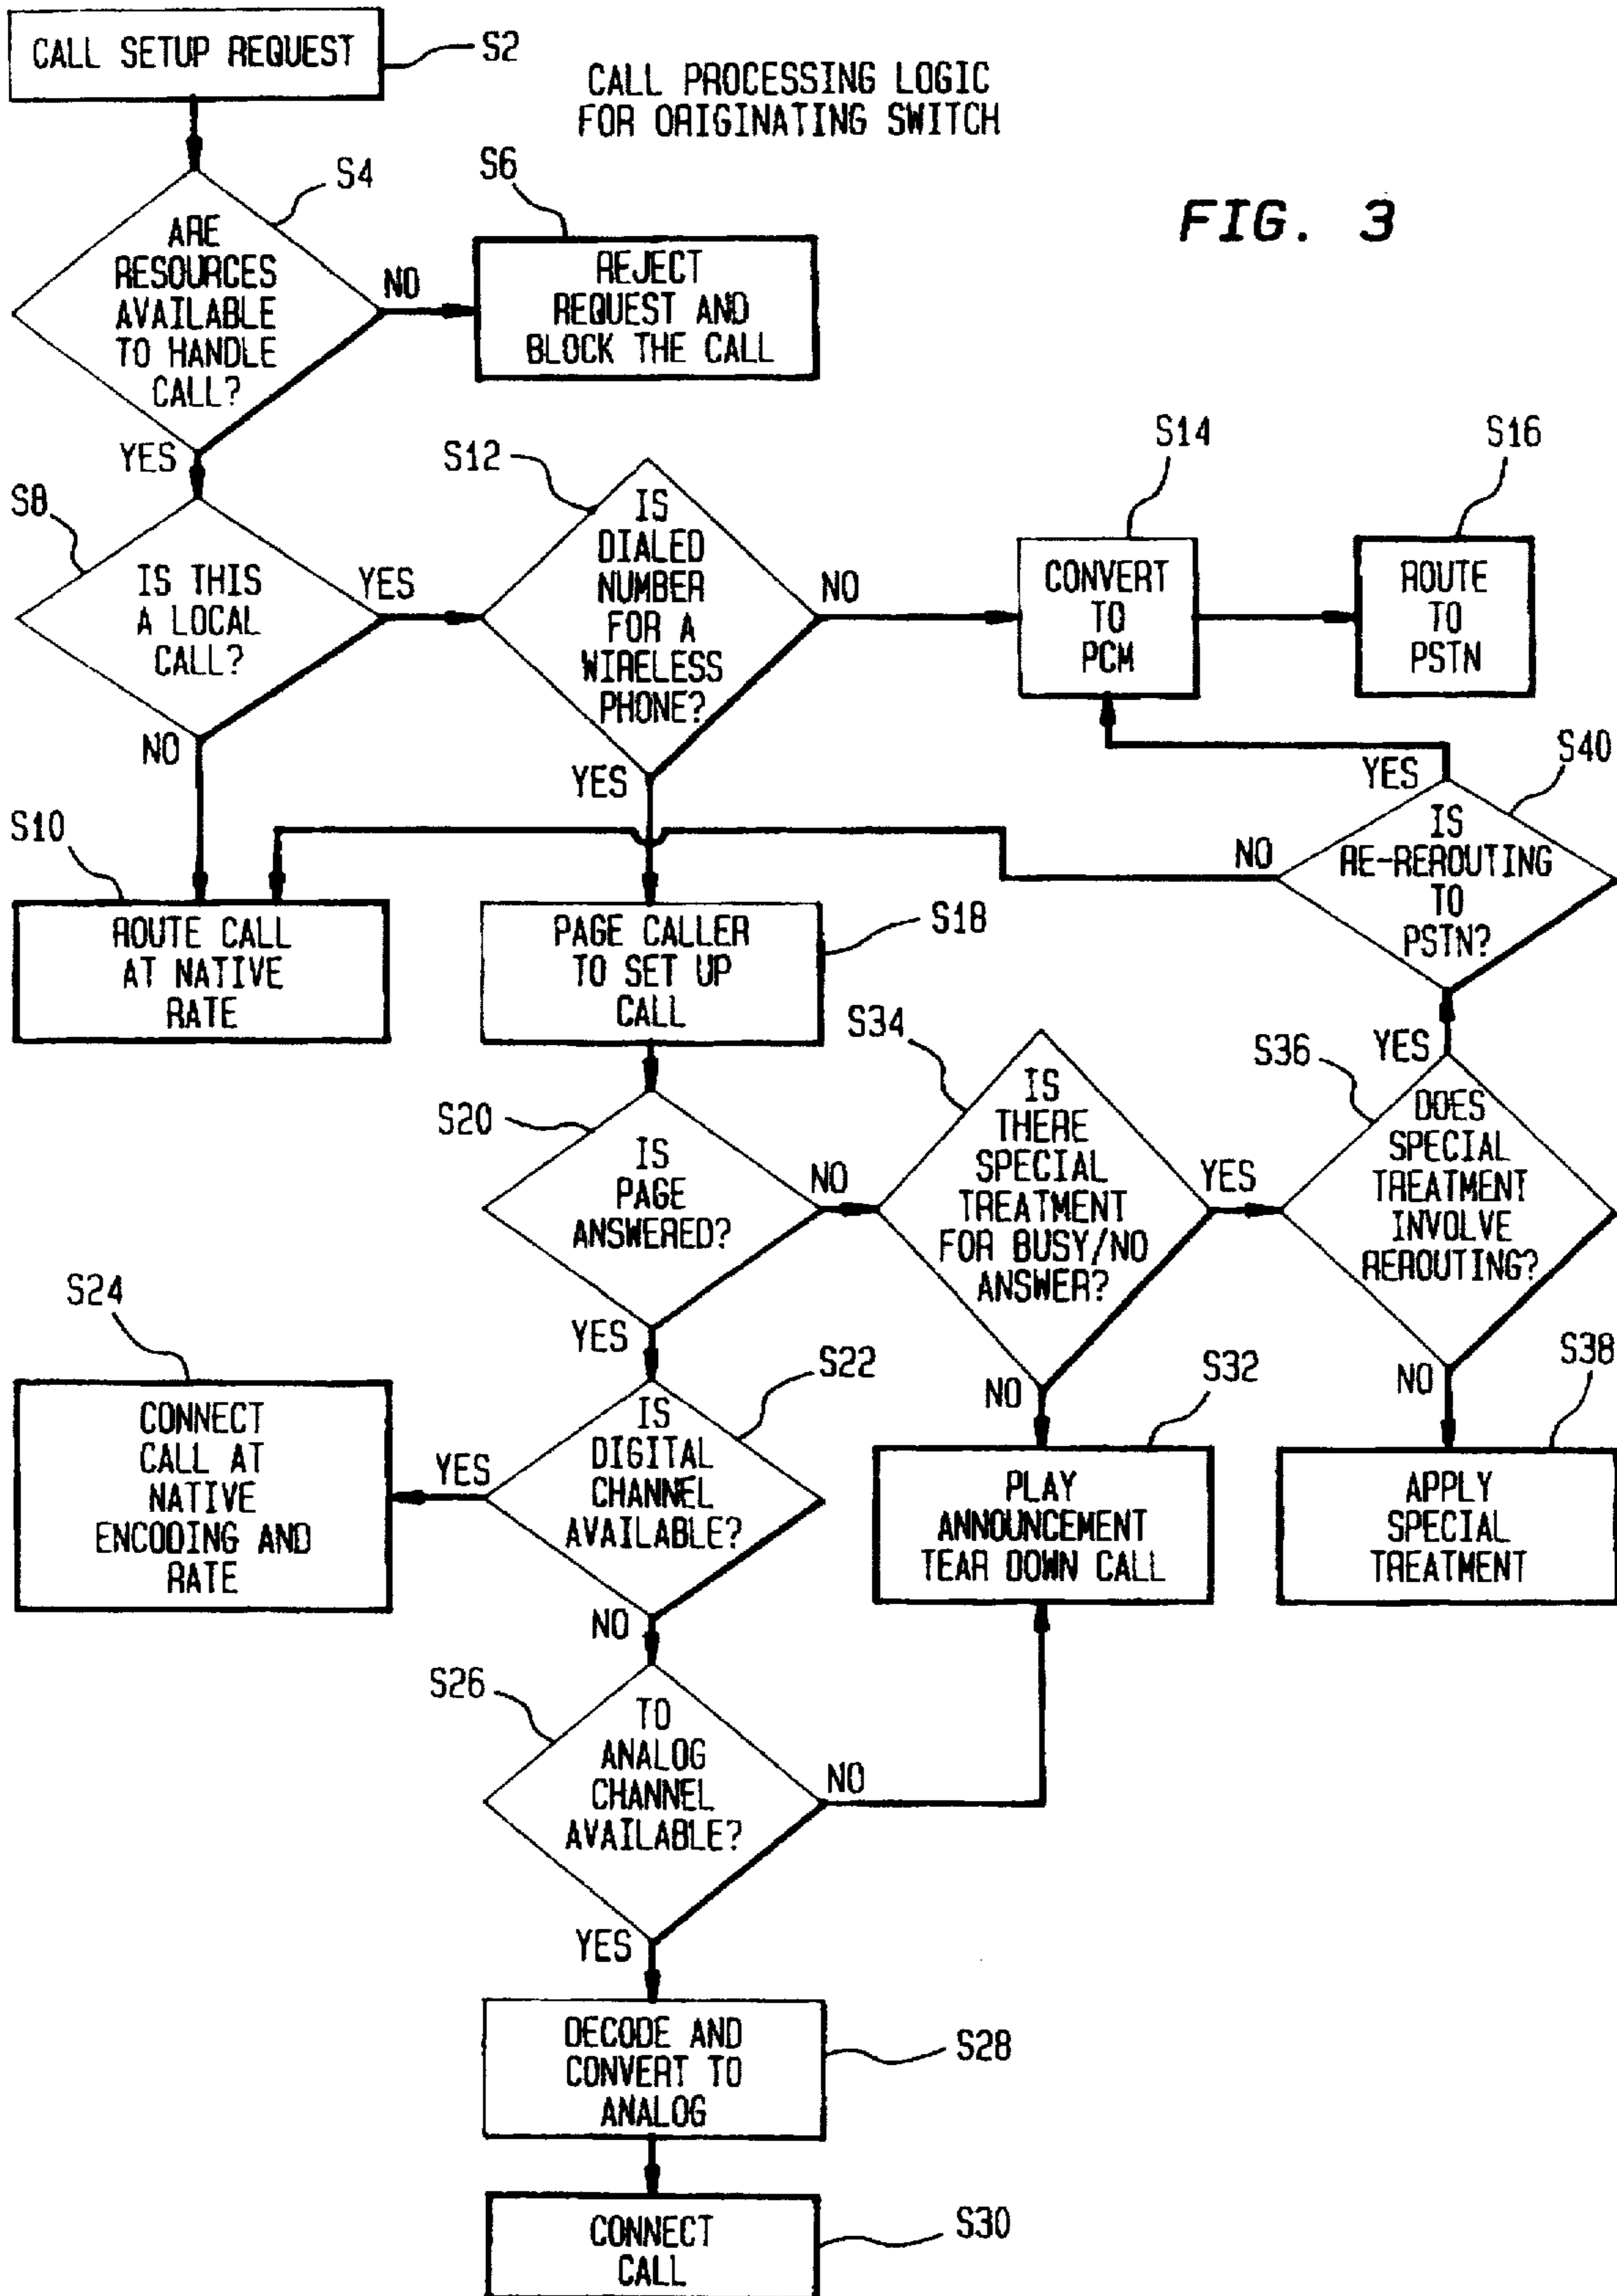 CALL SETUP REQUEST
S2
CALL PROCESSING LOGIC
FOR ORIGINATING SWITCH
FIG. 3
S4
ARE
RESOURCES
AVAILABLE
TO HANDLE
CALL?
NO
YES
S6
REJECT
REQUEST AND
BLOCK THE CALL
S8
IS THIS
A LOCAL
CALL?
YES
NO
S12
IS
DIALED
NUMBER
FOR A
WIRELESS
PHONE?
NO
YES
S14
CONVERT
TO
PCM
S16
ROUTE
TO
PSTN
S40
YES
IS
RE-REROUTING
TO
PSTN?
NO
S10
ROUTE CALL
AT NATIVE
RATE
S18
PAGE CALLER
TO SET UP
CALL
S20
IS
PAGE
ANSWERED?
NO
YES
S34
IS
THERE
SPECIAL
TREATMENT
FOR BUSY/NO
ANSWER?
YES
NO
S36
YES
DOES
SPECIAL
TREATMENT
INVOLVE
REROUTING?
NO
S24
CONNECT
CALL AT
NATIVE
ENCODING AND
RATE
S22
IS
DIGITAL
CHANNEL
AVAILABLE?
YES
NO
S32
PLAY
ANNOUNCEMENT
TEAR DOWN CALL
S38
APPLY
SPECIAL
TREATMENT
S26
TO
ANALOG
CHANNEL
AVAILABLE?
NO
YES
DECODE AND
CONVERT TO
ANALOG
S28
CONNECT
CALL
S30